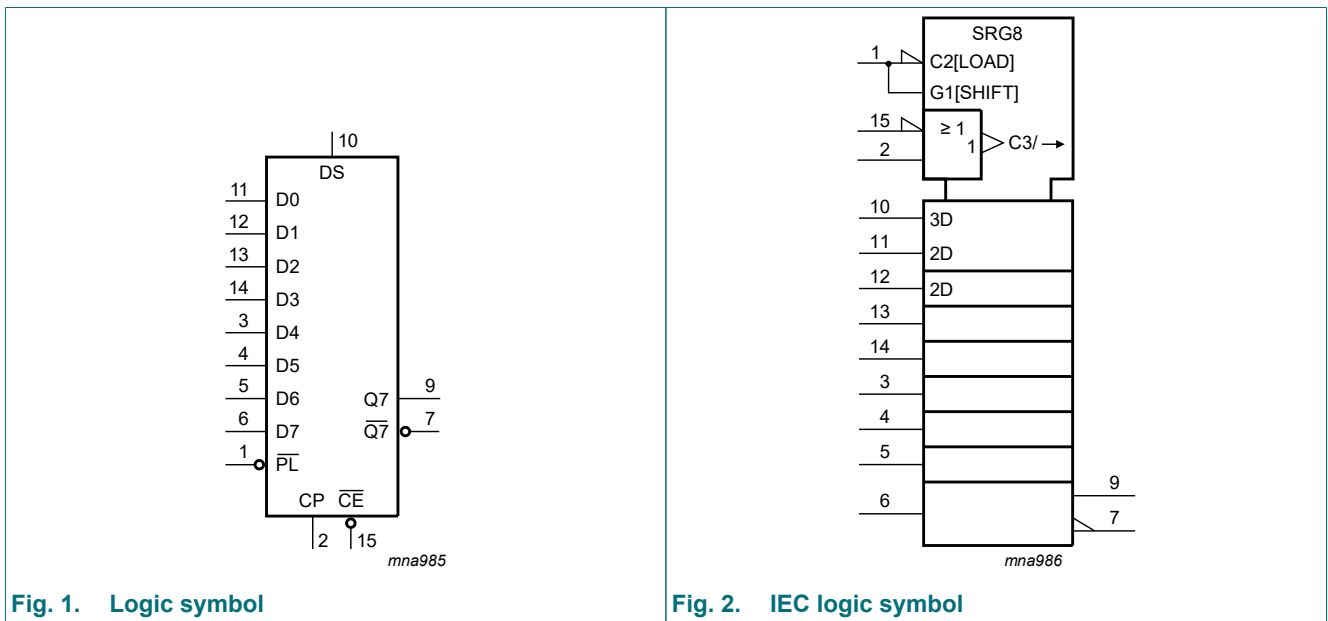 10
DS
11 D0
12 D1
13 D2
14 D3
3 D4
4 D5
5 D6 Q7 9
6 D7 Q7 7
1 PL
CP CE
2 15
mna985
Fig. 1. Logic symbol
SRG8
1 C2[LOAD]
G1[SHIFT]
15 ≥ 1
2 1 C3/ →
10 3D
11 2D
12 2D
13
14
3
4
5
9
6
7
mna986
Fig. 2. IEC logic symbol